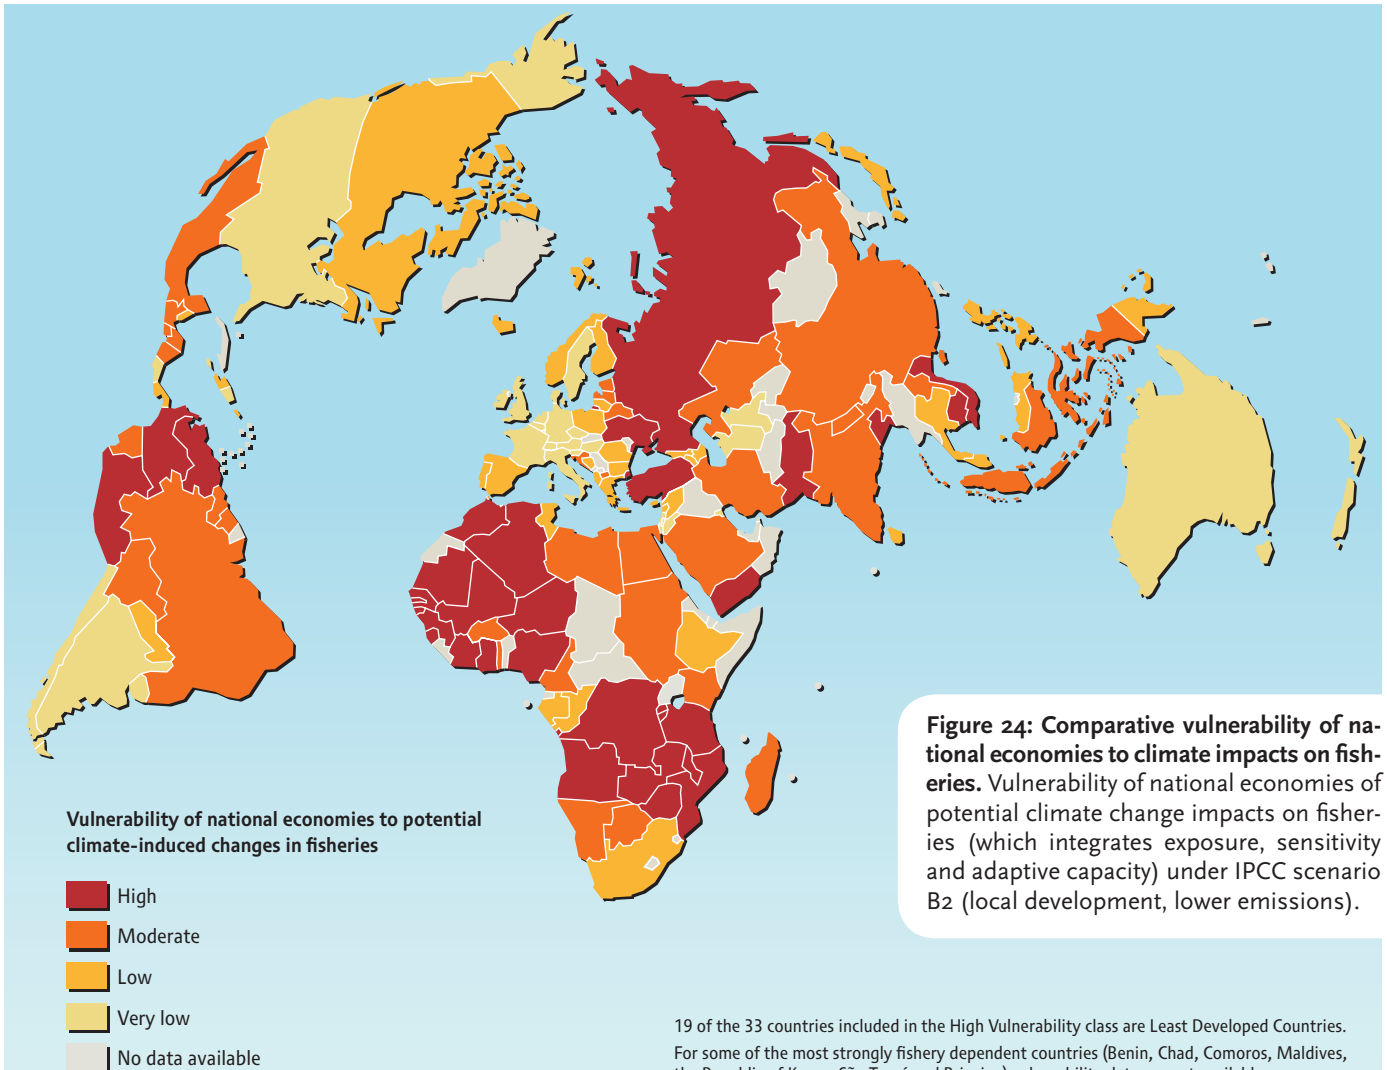 Figure 24: Comparative vulnerability of na-
tional economies to climate impacts on fish-
eries. Vulnerability of national economies of
potential climate change impacts on fisher-
ies (which integrates exposure, sensitivity
and adaptive capacity) under IPCC scenario
B2 (local development, lower emissions).
Vulnerability of national economies to potential
climate-induced changes in fisheries
High
Moderate
Low
Very low
No data available
19 of the 33 countries included in the High Vulnerability class are Least Developed Countries.
For some of the most strongly fishery dependent countries (Benin, Chad, Comoros, Maldives,